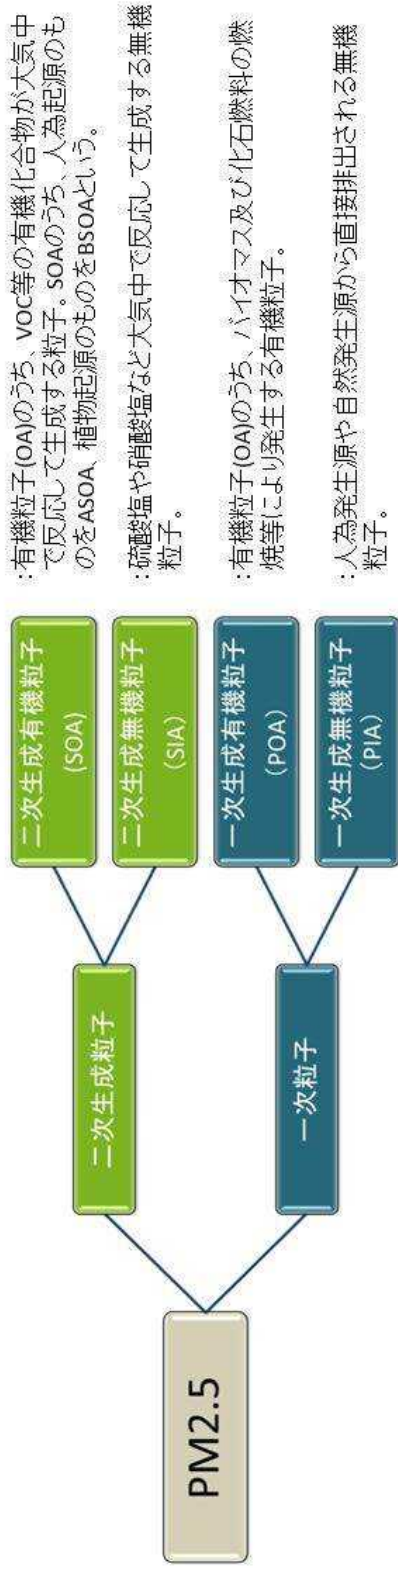 PM2.5
二次生成粒子
一次粒子
二次生成有機粒子
(SOA)
：有機粒子(OA)のうち、VOC等の有機化合物が大気中
で反応して生成する粒子。SOAのうち、人為起源のも
のをASOA、植物起源のものをBSOAという。
二次生成無機粒子
（SIA）
：硫酸塩や硝酸塩など大気中で反応して生成する無機
粒子。
一次生成有機粒子
（POA）
：有機粒子(OA)のうち、バイオマス及び化石燃料の燃
焼等により発生する有機粒子。
一次生成無機粒子
（PIA）
：人為発生源や自然発生源から直接排出される無機
粒子。